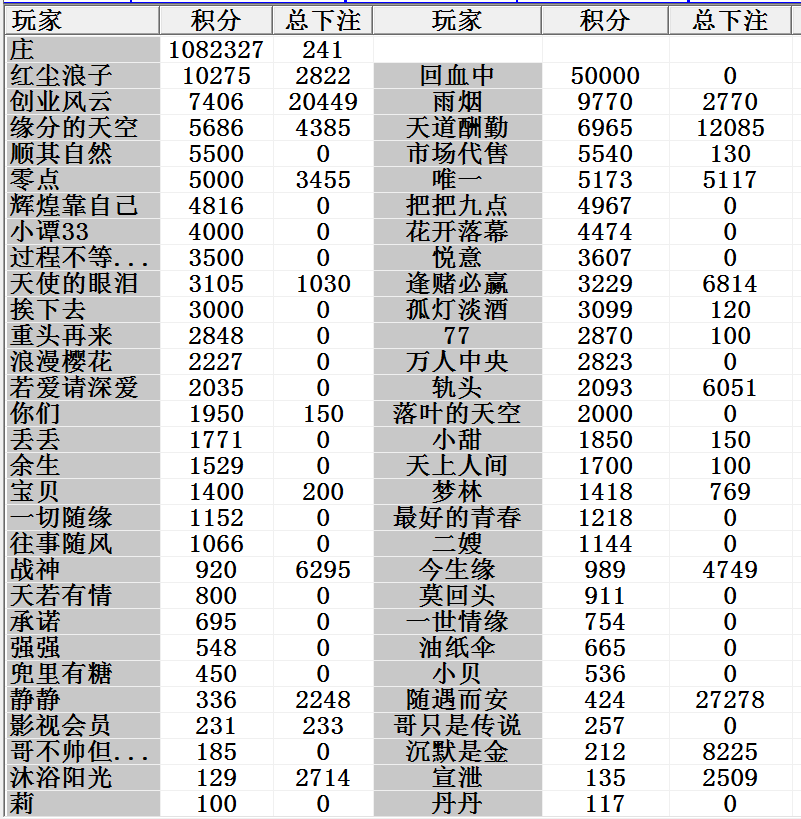 玩家 积分 总下注 玩家 积分 总下注
庄 1082327 241
红尘浪子 10275 2822 回血中 50000 0
创业风云 7406 20449 雨烟 9770 2770
缘分的天空 5686 4385 天道酬勤 6965 12085
顺其自然 5500 0 市场代售 5540 130
零点 5000 3455 唯一 5173 5117
辉煌靠自己 4816 0 把把九点 4967 0
小谭33 4000 0 花开落幕 4474 0
过程不等... 3500 0 悦意 3607 0
天使的眼泪 3105 1030 逢赌必赢 3229 6814
挨下去 3000 0 孤灯淡酒 3099 120
重头再来 2848 0 77 2870 100
浪漫樱花 2227 0 万人中央 2823 0
若爱请深爱 2035 0 轨头 2093 6051
你们 1950 150 落叶的天空 2000 0
丢丢 1771 0 小甜 1850 150
余生 1529 0 天上人间 1700 100
宝贝 1400 200 梦林 1418 769
一切随缘 1152 0 最好的青春 1218 0
往事随风 1066 0 二嫂 1144 0
战神 920 6295 今生缘 989 4749
天若有情 800 0 莫回头 911 0
承诺 695 0 一世情缘 754 0
强强 548 0 油纸伞 665 0
兜里有糖 450 0 小贝 536 0
静静 336 2248 随遇而安 424 27278
影视会员 231 233 哥只是传说 257 0
哥不帅但... 185 0 沉默是金 212 8225
沐浴阳光 129 2714 宣泄 135 2509
莉 100 0 丹丹 117 0